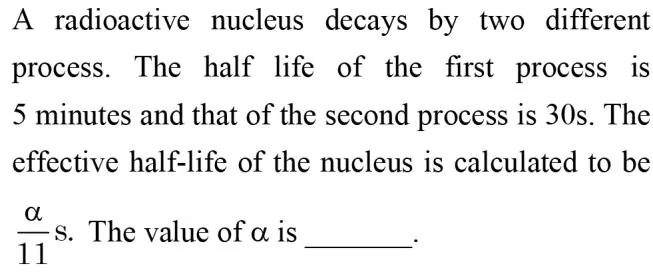 A radioactive nucleus decays by two different
process. The half life of the first process is
5 minutes and that of the second process is 30s. The
effective half-life of the nucleus is calculated to be
α/11 s. The value of α is ________.